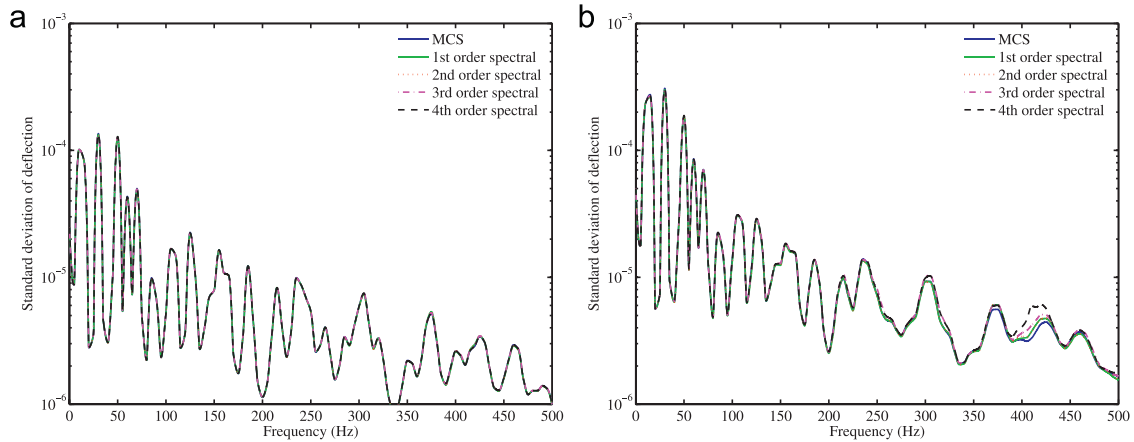 a
10⁻³
10⁻⁴
10⁻⁵
10⁻⁶
Standard deviation of deflection
MCS
1st order spectral
2nd order spectral
3rd order spectral
4th order spectral
0 50 100 150 200 250 300 350 400 450 500
Frequency (Hz)
b
10⁻³
10⁻⁴
10⁻⁵
10⁻⁶
Standard deviation of deflection
MCS
1st order spectral
2nd order spectral
3rd order spectral
4th order spectral
0 50 100 150 200 250 300 350 400 450 500
Frequency (Hz)